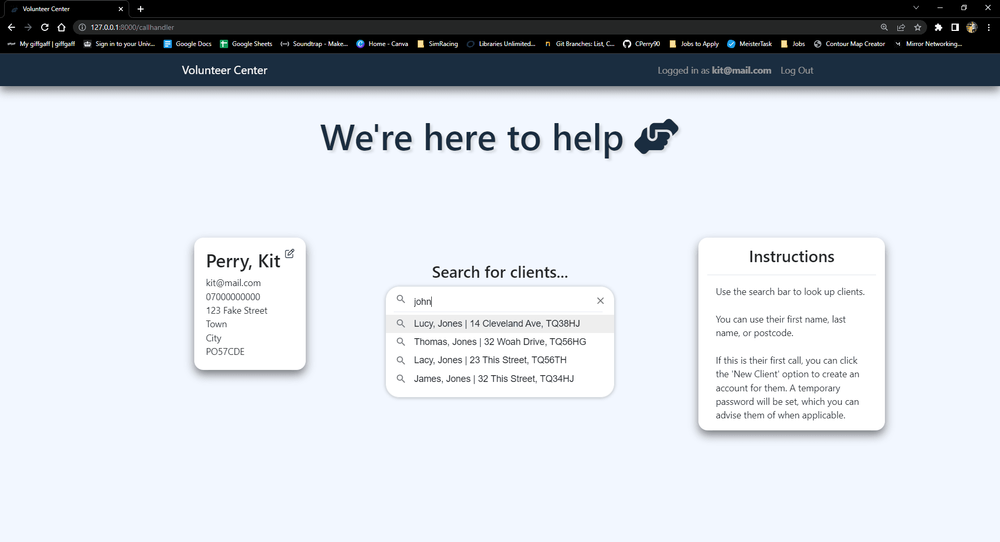 Volunteer Center
127.0.0.1:8000/callhandler
My giffgaff | giffgaff
Sign in to your Univ...
Google Docs
Google Sheets
Soundtrap - Make...
Home - Canva
SimRacing
Libraries Unlimited...
Git Branches: List, C...
CPerry90
Jobs to Apply
MeisterTask
Jobs
Contour Map Creator
Mirror Networking...
Volunteer Center
Logged in as kit@mail.com
Log Out
We're here to help
Perry, Kit
kit@mail.com
07000000000
123 Fake Street
Town
City
PO57CDE
Search for clients...
john
Lucy, Jones | 14 Cleveland Ave, TQ38HJ
Thomas, Jones | 32 Woah Drive, TQ56HG
Lacy, Jones | 23 This Street, TQ56TH
James, Jones | 32 This Street, TQ34HJ
Instructions
Use the search bar to look up clients.
You can use their first name, last
name, or postcode.
If this is their first call, you can click
the 'New Client' option to create an
account for them. A temporary
password will be set, which you can
advise them of when applicable.